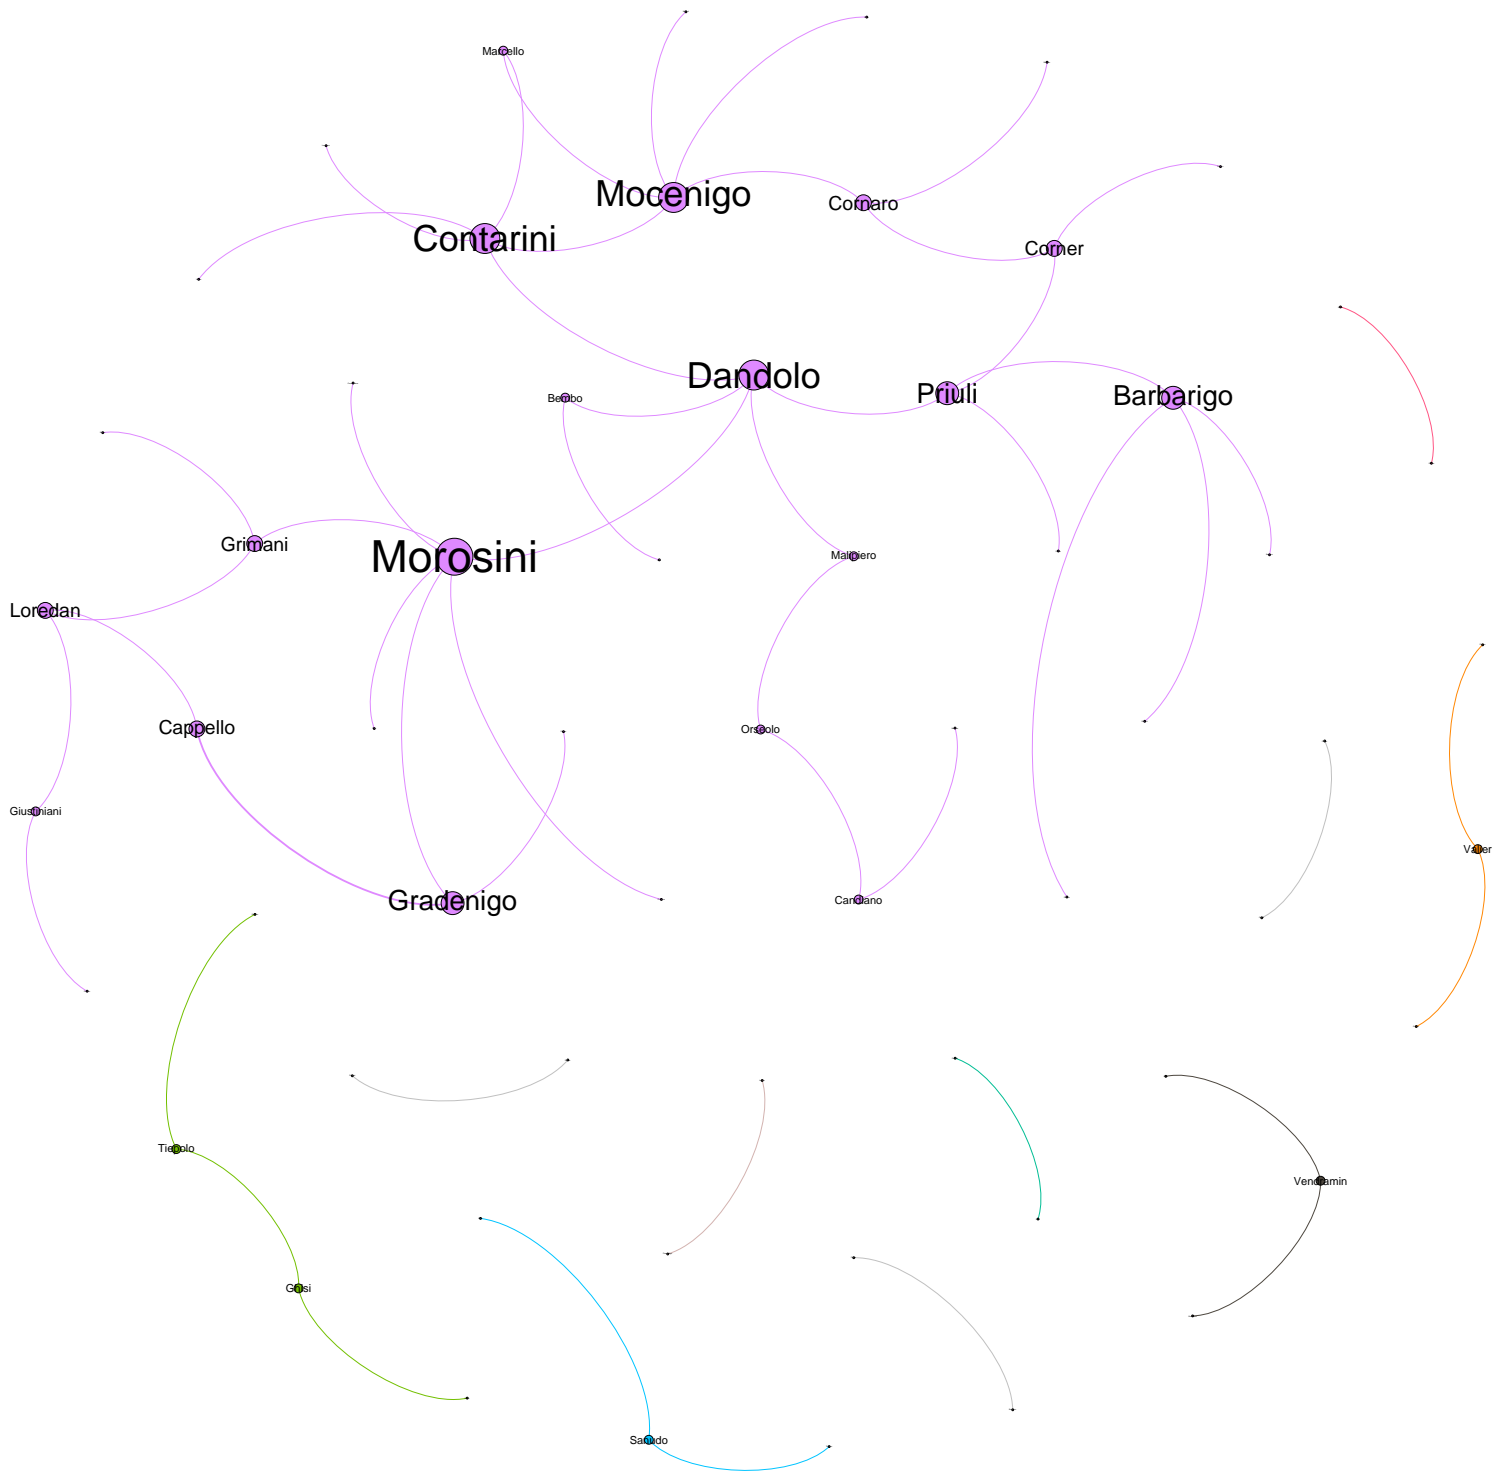 Marcello
Mocenigo
Cornaro
Contarini
Corner
Dandolo
Priuli
Barbarigo
Bembo
Grimani
Morosini
Malipiero
Loredan
Cappello
Orseolo
Giustiniani
Valier
Gradenigo
Candiano
Tiepolo
Vendramin
Ghisi
Sanudo